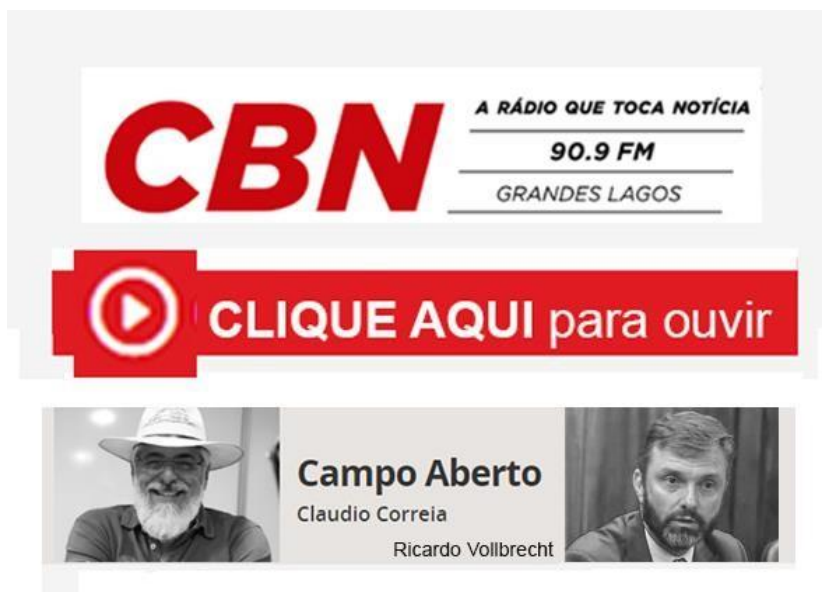 CBN
A RÁDIO QUE TOCA NOTÍCIA
90.9 FM
GRANDES LAGOS
CLIQUE AQUI para ouvir
Campo Aberto
Claudio Correia
Ricardo Vollbrecht